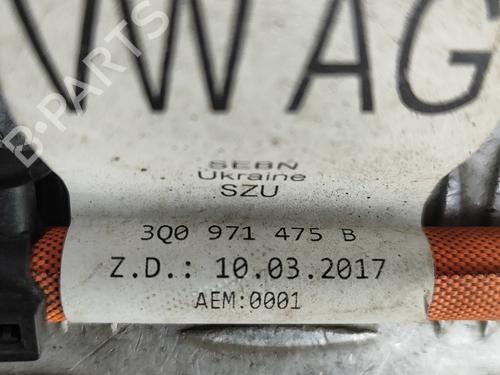 VW AG
SEBN
Ukraine
SZU
3Q0 971 475 B
Z.D.: 10.03.2017
AEM:0001
B-PARTS